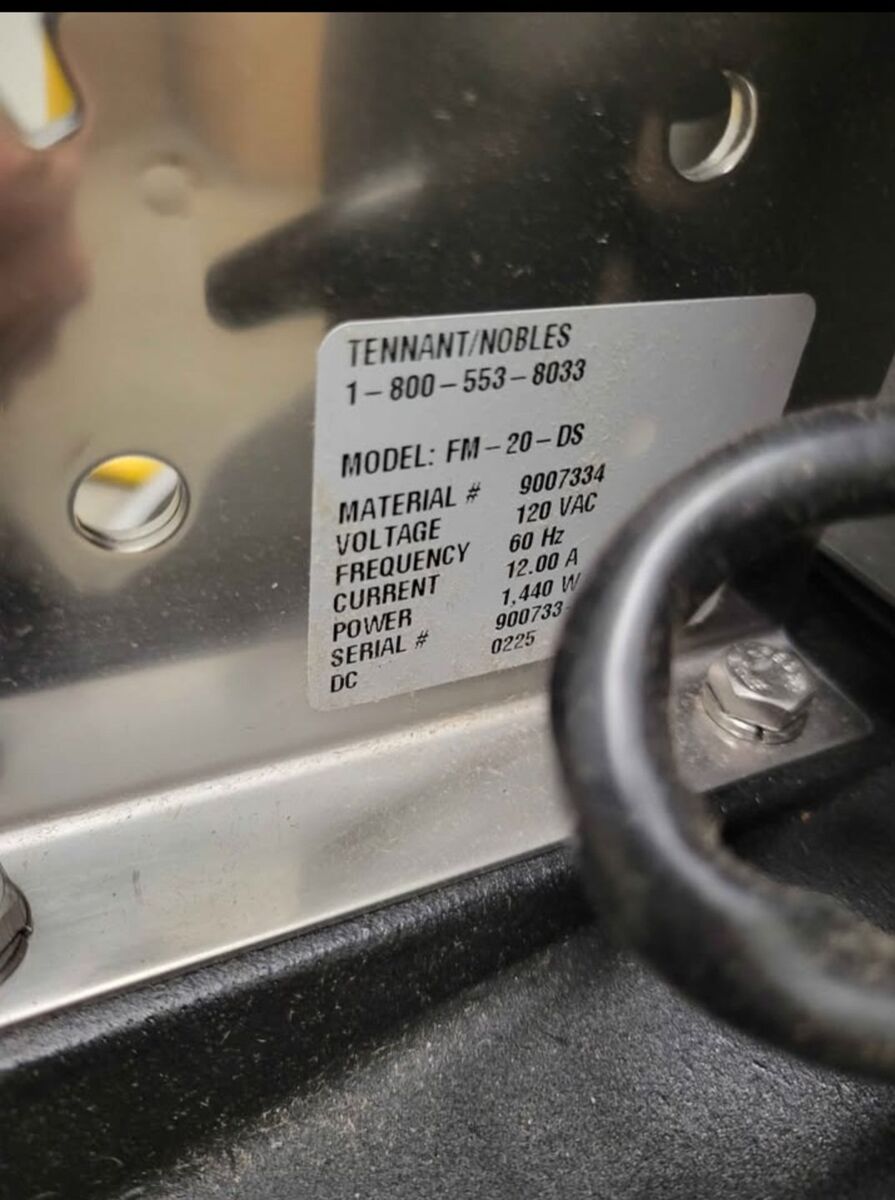 TENNANT/NOBLES
1-800-553-8033
MODEL: FM-20-DS
MATERIAL # 9007334
VOLTAGE 120 VAC
FREQUENCY 60 Hz
CURRENT 12.00 A
POWER 1,440 W
SERIAL # 900733
DC 0225